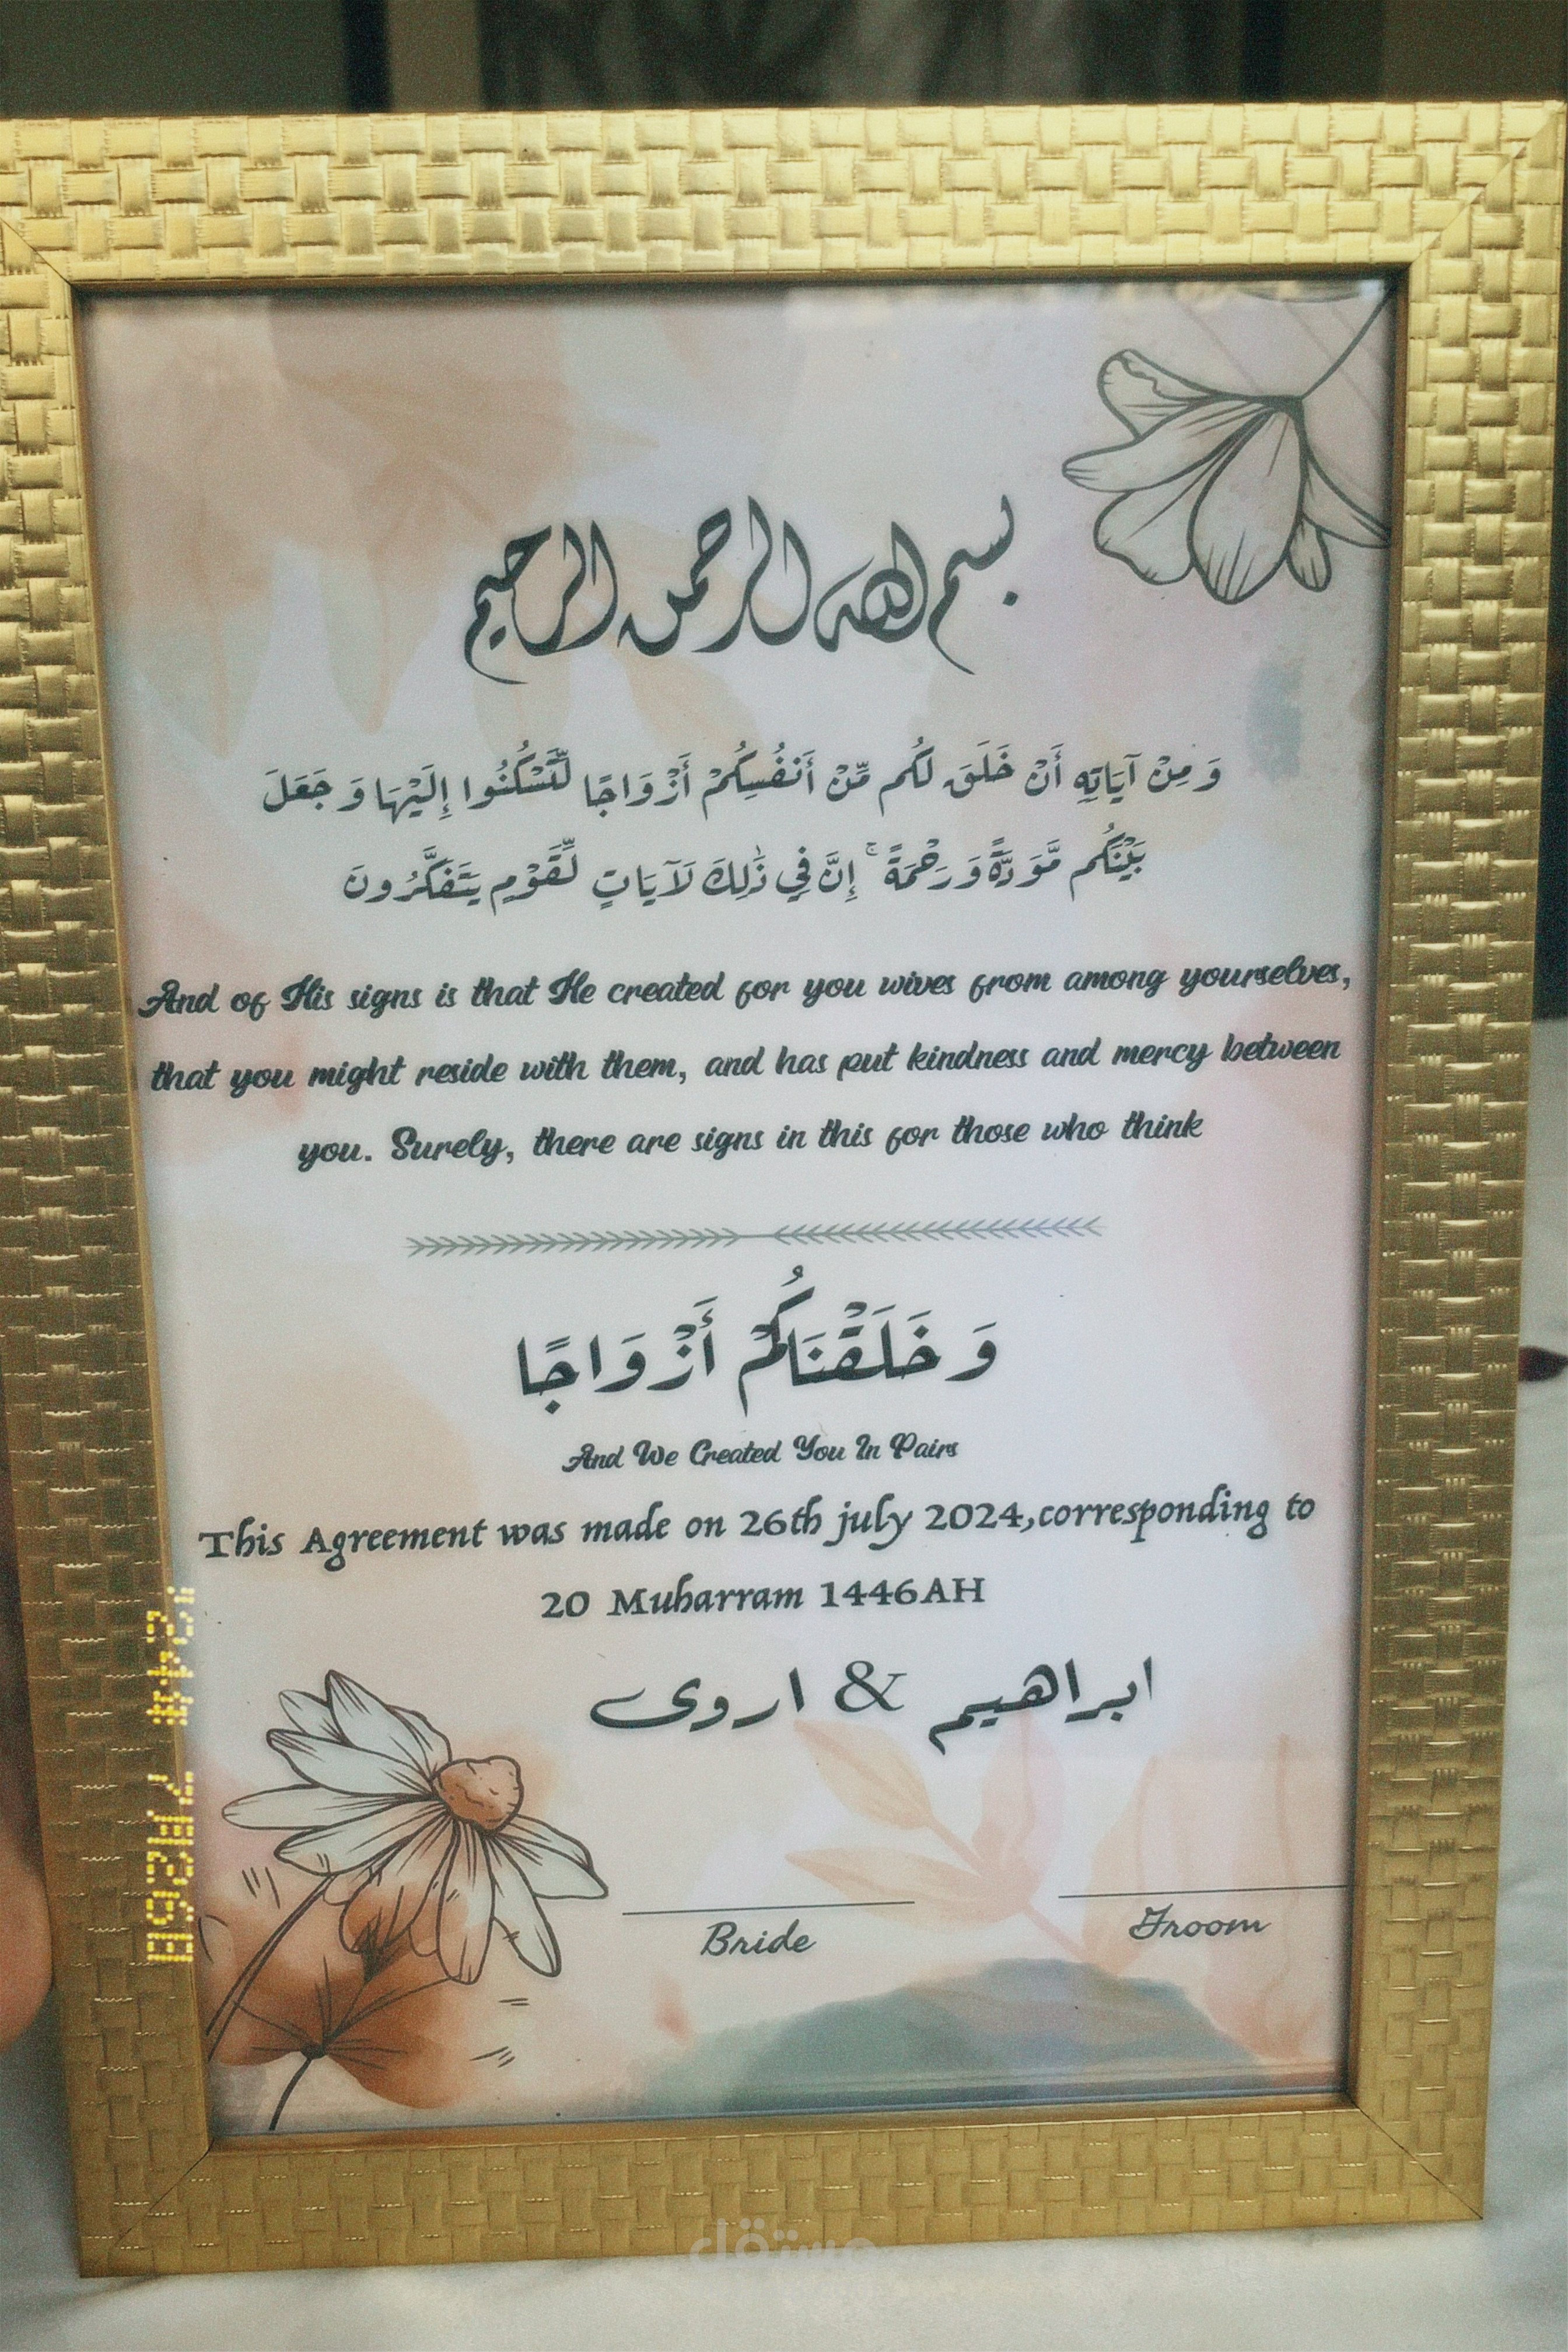 بسم الله الرحمن الرحيم
وَمِنْ آيَاتِهِ أَنْ خَلَقَ لَكُم مِّنْ أَنفُسِكُمْ أَزْوَاجًا لِّتَسْكُنُوا إِلَيْهَا وَجَعَلَ
بَيْنَكُم مَّوَدَّةً وَرَحْمَةً ۚ إِنَّ فِي ذَٰلِكَ لَآيَاتٍ لِّقَوْمٍ يَتَفَكَّرُونَ
And of His signs is that He created for you wives from among yourselves,
that you might reside with them, and has put kindness and mercy between
you. Surely, there are signs in this for those who think
وَخَلَقْنَاكُمْ أَزْوَاجًا
And We Created You In Pairs
This Agreement was made on 26th july 2024,corresponding to
20 Muharram 1446AH
ابراهيم & اروى
Bride
Groom
مستقل